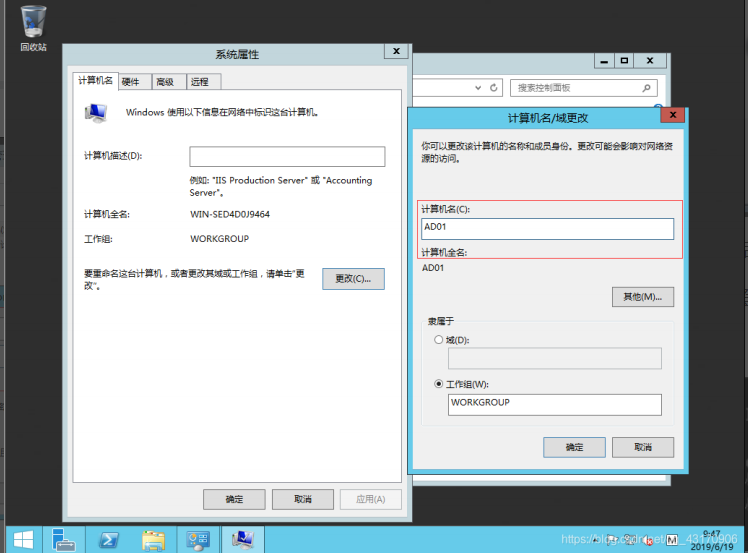 回收站
系统属性
计算机名
硬件
高级
远程
Windows 使用以下信息在网络中标识这台计算机。
计算机描述(D):
例如: "IIS Production Server" 或 "Accounting
Server"。
计算机全名:
WIN-SED4D0J9464
工作组:
WORKGROUP
要重命名这台计算机，或者更改其域或工作组，请单击"更
改"。
更改(C)...
确定
取消
应用(A)
搜索控制面板
计算机名/域更改
你可以更改该计算机的名称和成员身份。更改可能会影响对网络资
源的访问。
计算机名(C):
AD01
计算机全名:
AD01
其他(M)...
隶属于
域(D):
工作组(W):
WORKGROUP
确定
取消
M
9:47
2019/6/19